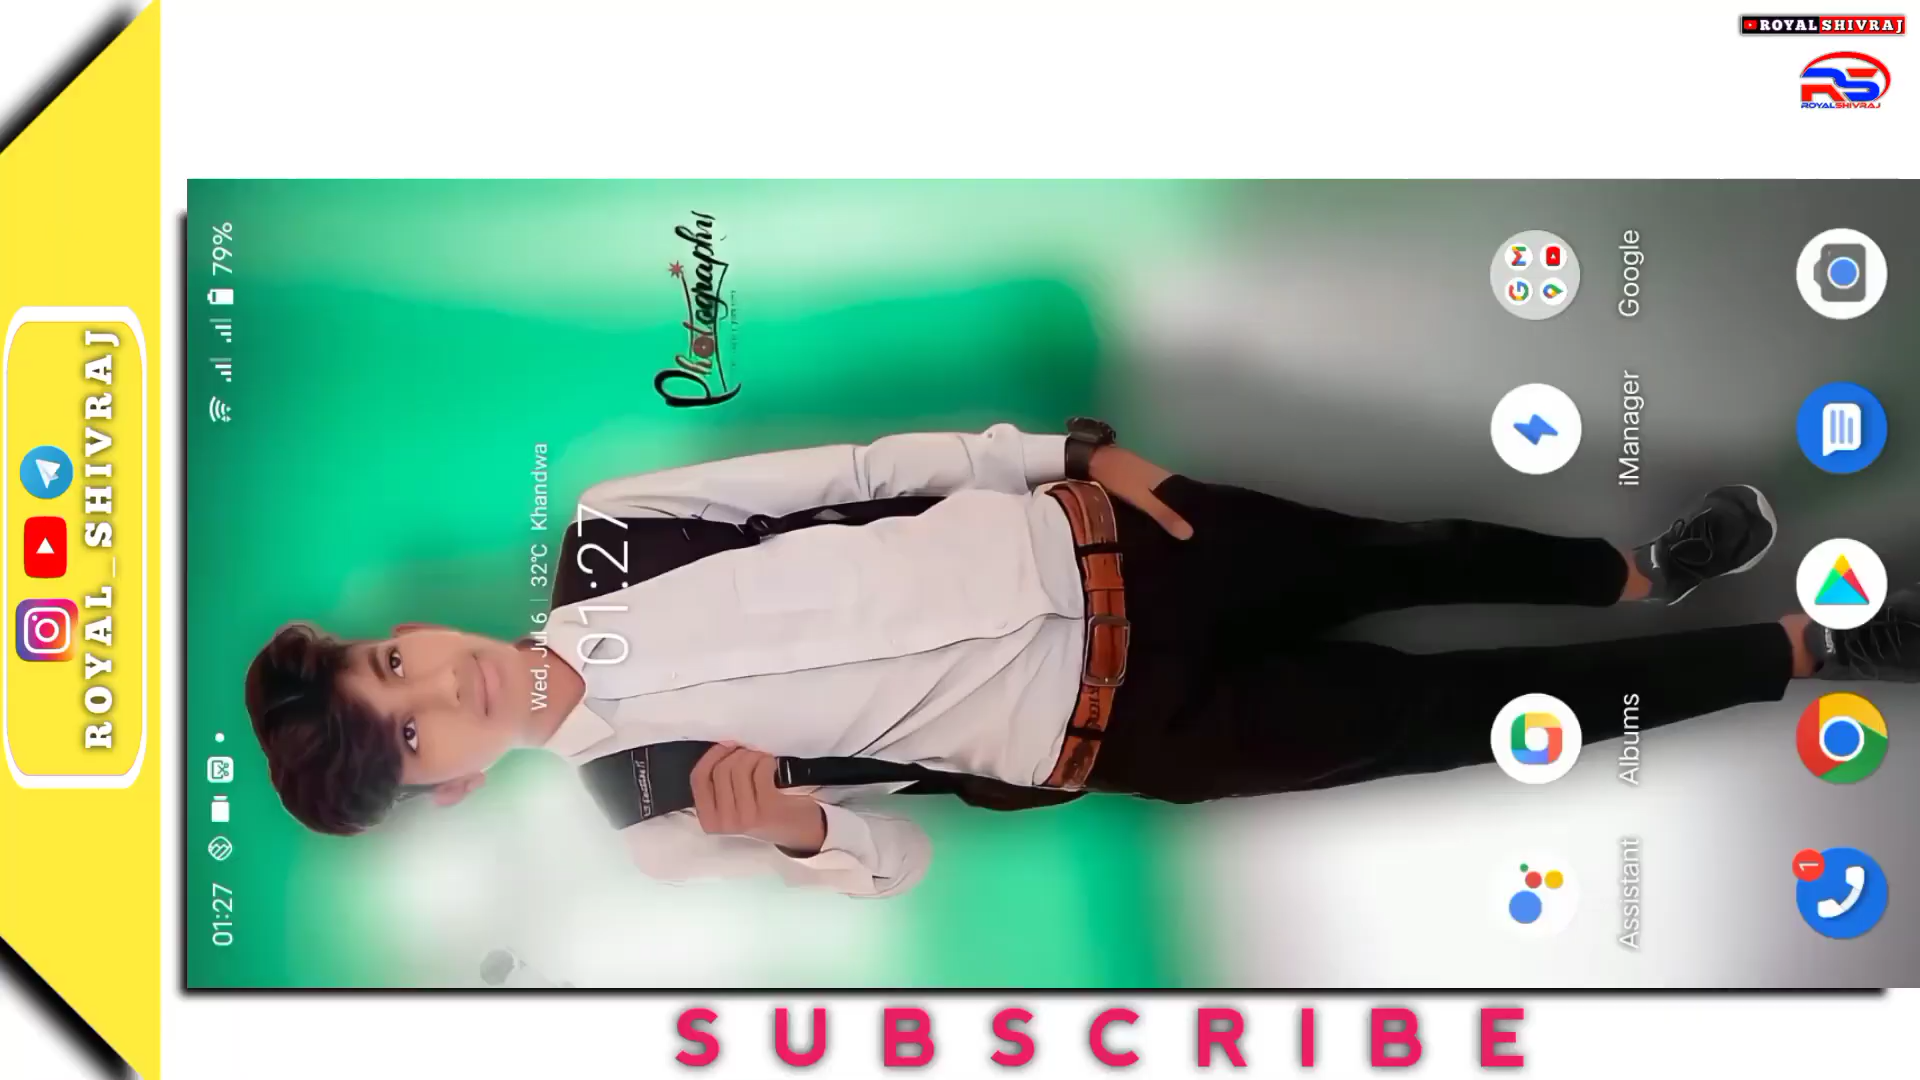 ROYAL SHIVRAJ
RS
ROYALSHIVRAJ
ROYAL_SHIVRAJ
01:27
79%
Photography
Wed, Jul 6 | 32°C Khandwa
01:27
Google
iManager
Albums
Assistant
1
SUBSCRIBE